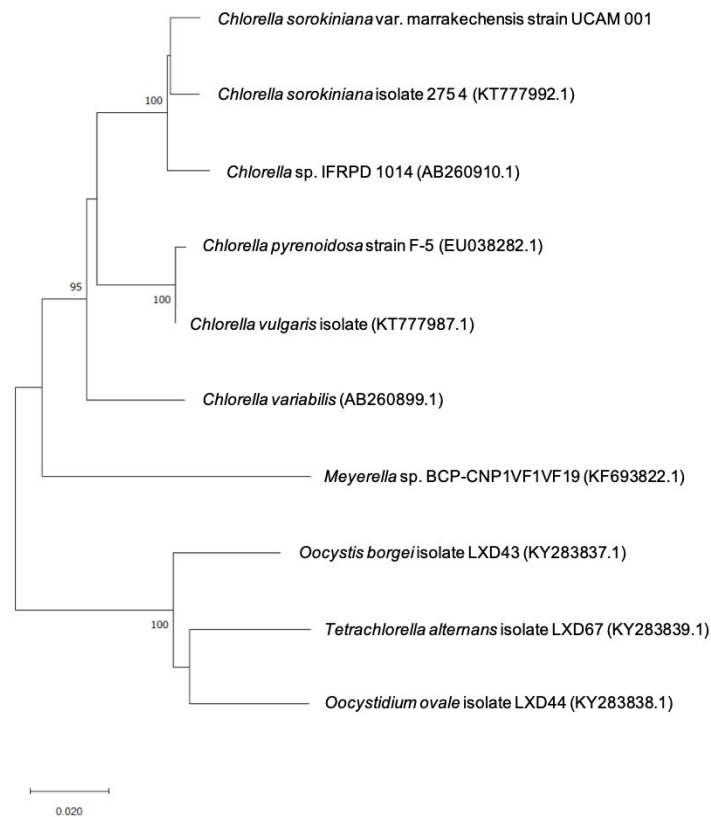 Chlorella sorokiniana var. marrakechensis strain UCAM 001
Chlorella sorokiniana isolate 275 4 (KT777992.1)
100
Chlorella sp. IFRPD 1014 (AB260910.1)
Chlorella pyrenoidosa strain F-5 (EU038282.1)
95
100
Chlorella vulgaris isolate (KT777987.1)
Chlorella variabilis (AB260899.1)
Meyerella sp. BCP-CNP1VF1VF19 (KF693822.1)
Oocystis borgei isolate LXD43 (KY283837.1)
100
Tetrachlorella alternans isolate LXD67 (KY283839.1)
Oocystidium ovale isolate LXD44 (KY283838.1)
0.020